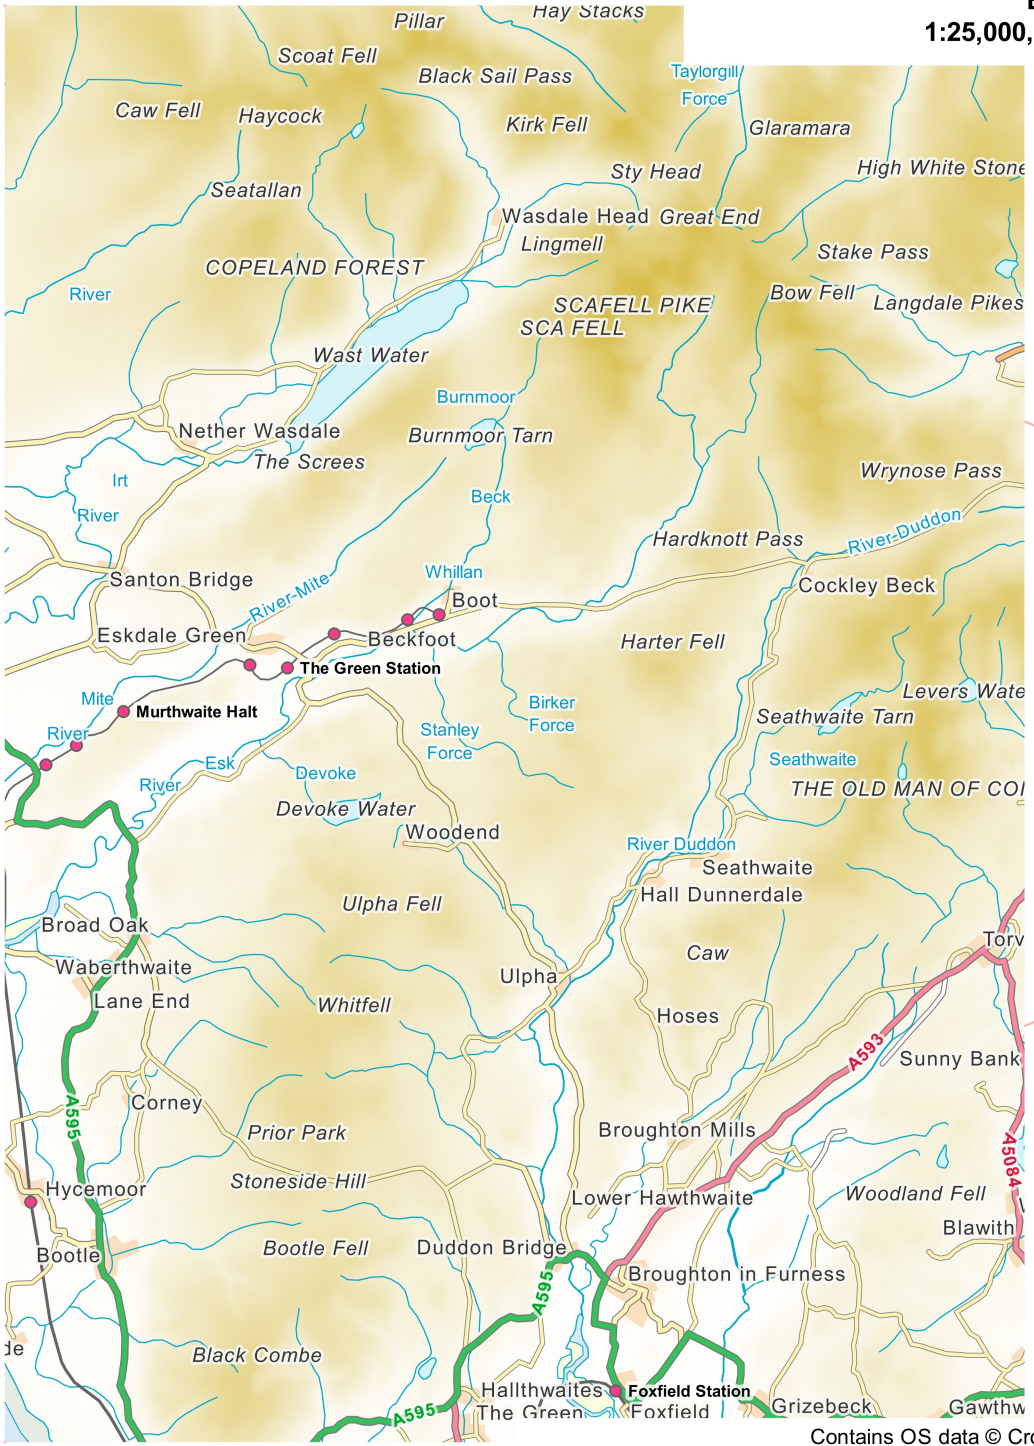 Hay Stacks
Pillar
1:25,000,
Scoat Fell
Black Sail Pass
Taylorgill
Force
Caw Fell
Haycock
Kirk Fell
Glaramara
High White Stone
Sty Head
Seatallan
Wasdale Head
Great End
Lingmell
Stake Pass
COPELAND FOREST
River
Bow Fell
Langdale Pikes
SCAFELL PIKE
SCA FELL
Wast Water
Burnmoor
Nether Wasdale
Burnmoor Tarn
The Screes
Wrynose Pass
Irt
River
Beck
River-Duddon
Hardknott Pass
Whillan
Santon Bridge
River-Mite
Cockley Beck
Boot
Eskdale Green
Beckfoot
Harter Fell
The Green Station
Levers Wate
Mite
Murthwaite Halt
Birker
Force
Seathwaite Tarn
River
Stanley
Force
Seathwaite
Esk
River
Devoke
THE OLD MAN OF CO
Devoke Water
Woodend
River Duddon
Seathwaite
Hall Dunnerdale
Ulpha Fell
Broad Oak
Torv
Caw
Waberthwaite
Ulpha
Lane End
Whitfell
Hoses
A593
Sunny Bank
A595
Corney
Prior Park
Broughton Mills
A5084
Stoneside Hill
Hycemoor
Lower Hawthwaite
Woodland Fell
Blawith
Bootle
Bootle Fell
Duddon Bridge
Broughton in Furness
A595
de
Black Combe
Hallthwaites
Foxfield Station
The Green
Foxfield
Grizebeck
Gawthw
A595
Contains OS data © Cro